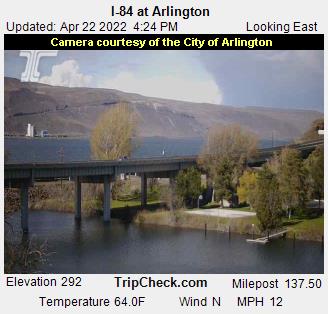 I-84 at Arlington
Updated: Apr 22 2022 4:24 PM Looking East
Camera courtesy of the City of Arlington
Elevation 292 TripCheck.com Milepost 137.50
Temperature 64.0F Wind N MPH 12